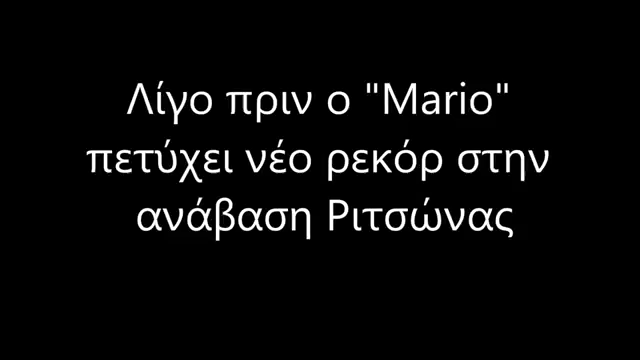 Λίγο πριν ο "Mario"
πετύχει νέο ρεκόρ στην
ανάβαση Ριτσώνας